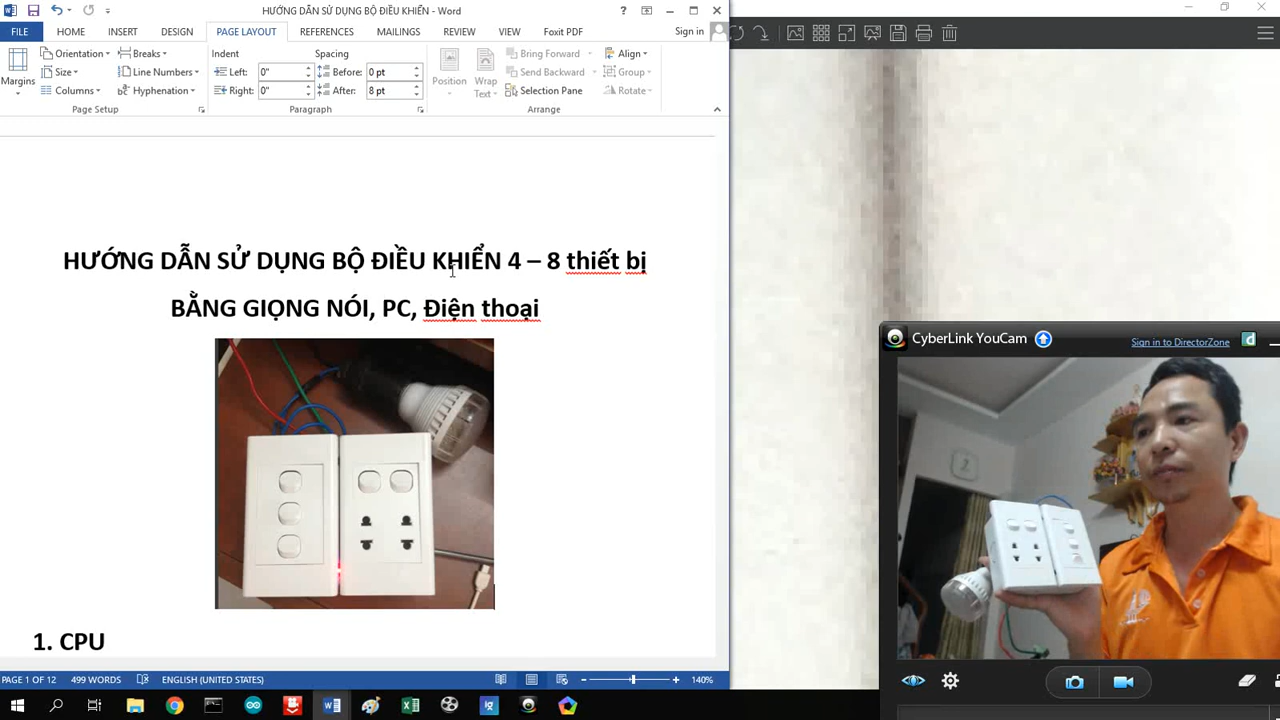 HƯỚNG DẪN SỬ DỤNG BỘ ĐIỀU KHIỂN - Word
FILE HOME INSERT DESIGN PAGE LAYOUT REFERENCES MAILINGS REVIEW VIEW Foxit PDF Sign in
Margins
Orientation
Size
Columns
Breaks
Line Numbers
Hyphenation
Page Setup
Indent
Left: 0"
Right: 0"
Spacing
Before: 0 pt
After: 8 pt
Paragraph
Position
Wrap
Text
Bring Forward
Send Backward
Selection Pane
Align
Group
Rotate
Arrange
HƯỚNG DẪN SỬ DỤNG BỘ ĐIỀU KHIỂN 4 – 8 thiết bị
BẰNG GIỌNG NÓI, PC, Điện thoại
1. CPU
PAGE 1 OF 12 499 WORDS ENGLISH (UNITED STATES) 140%
CyberLink YouCam
Sign in to DirectorZone